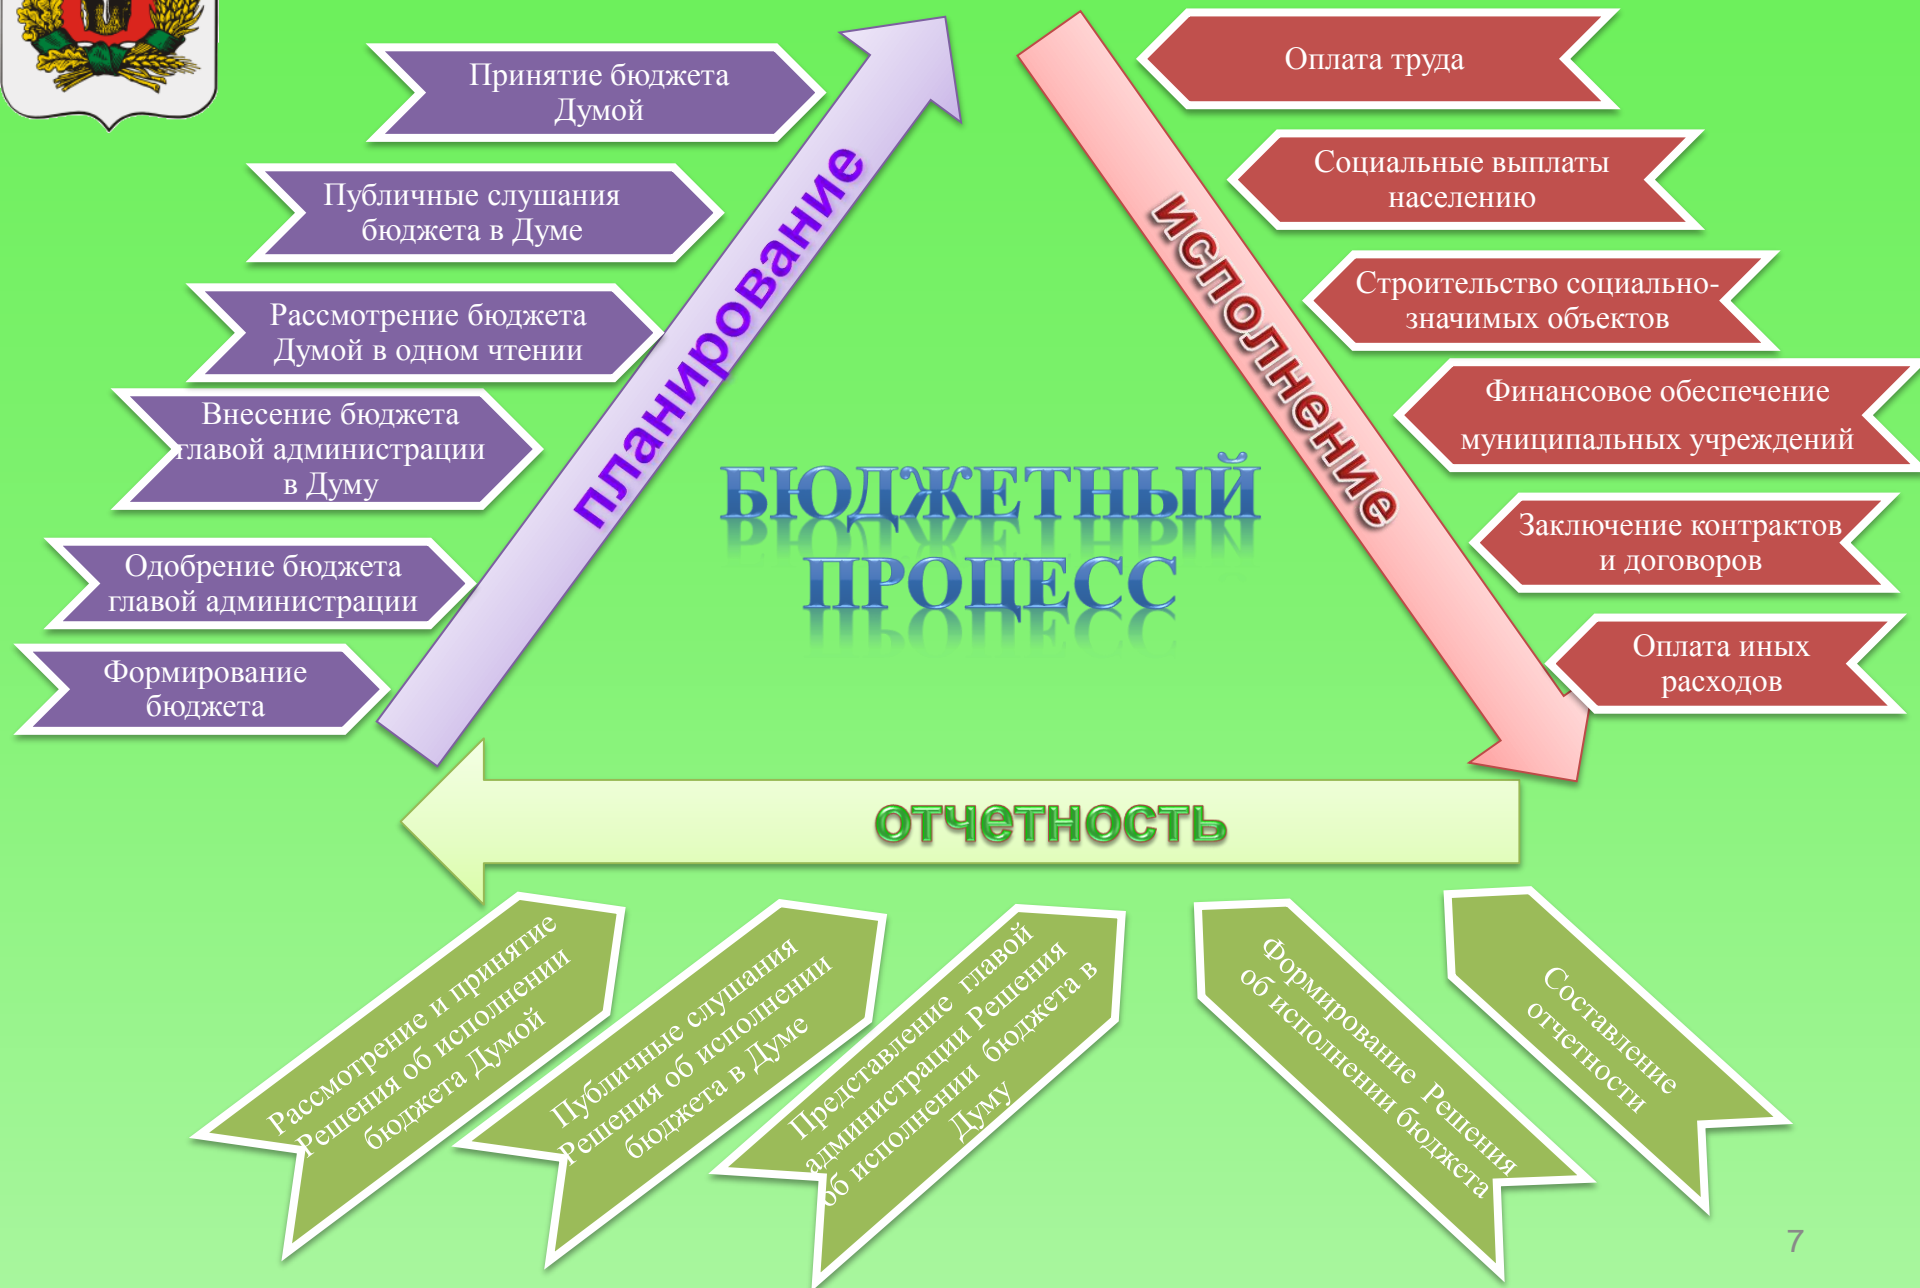 Принятие бюджета
Думой
Публичные слушания
бюджета в Думе
Рассмотрение бюджета
Думой в одном чтении
Внесение бюджета
главой администрации
в Думу
Одобрение бюджета
главой администрации
Формирование
бюджета
планирование
исполнение
Оплата труда
Социальные выплаты
населению
Строительство социально-
значимых объектов
Финансовое обеспечение
муниципальных учреждений
Заключение контрактов
и договоров
Оплата иных
расходов
БЮДЖЕТНЫЙ
ПРОЦЕСС
отчетность
Рассмотрение и принятие
Решения об исполнении
бюджета Думой
Публичные слушания
Решения об исполнении
бюджета в Думе
Представление главой
администрации Решения
об исполнении бюджета в
Думу
Формирование Решения
об исполнении бюджета
Составление
отчетности
7